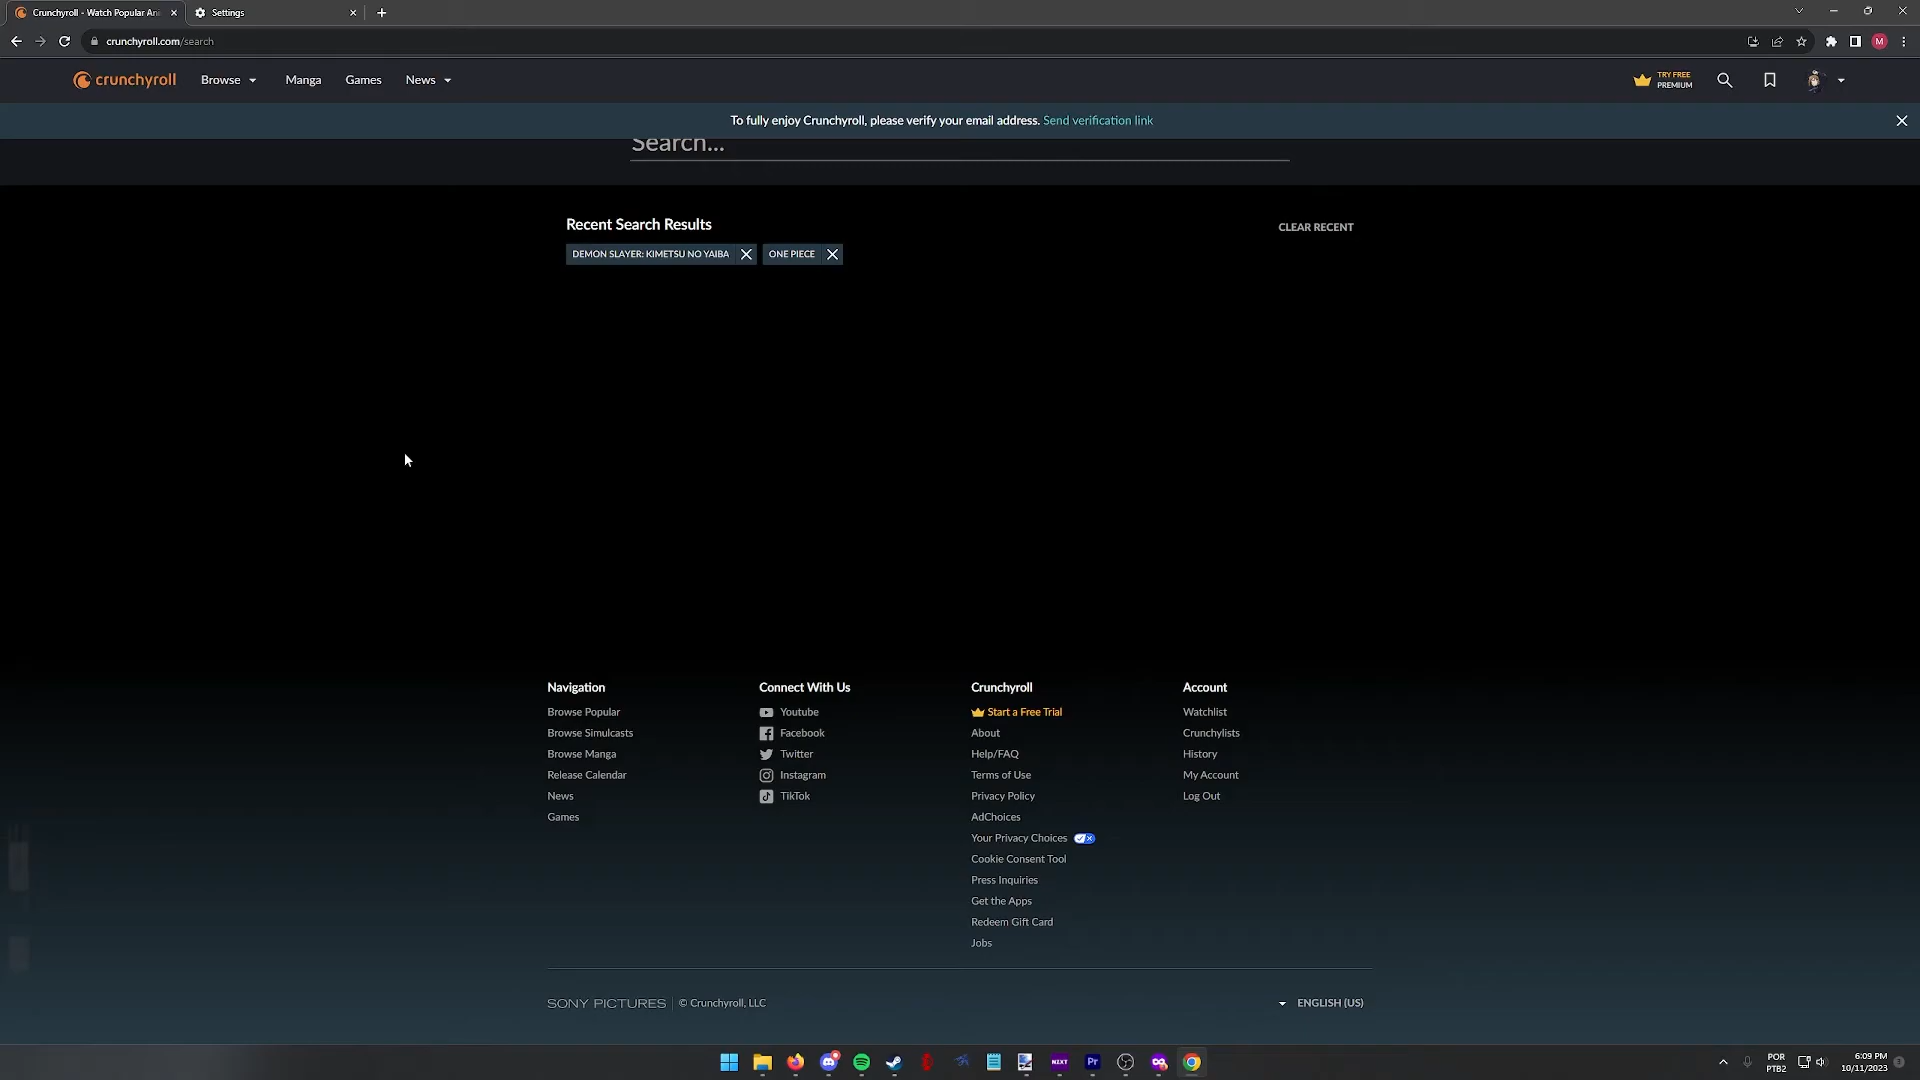 Crunchyroll - Watch Popular Ani
Settings
crunchyroll.com/search
M
crunchyroll
Browse
Manga
Games
News
TRY FREE
PREMIUM
To fully enjoy Crunchyroll, please verify your email address. Send verification link
Search...
Recent Search Results
CLEAR RECENT
DEMON SLAYER: KIMETSU NO YAIBA
ONE PIECE
Navigation
Browse Popular
Browse Simulcasts
Browse Manga
Release Calendar
News
Games
Connect With Us
Youtube
Facebook
Twitter
Instagram
TikTok
Crunchyroll
Start a Free Trial
About
Help/FAQ
Terms of Use
Privacy Policy
AdChoices
Your Privacy Choices
Cookie Consent Tool
Press Inquiries
Get the Apps
Redeem Gift Card
Jobs
Account
Watchlist
Crunchylists
History
My Account
Log Out
SONY PICTURES
© Crunchyroll, LLC
ENGLISH (US)
NZXT
Pr
POR
PTB2
6:09 PM
10/11/2023